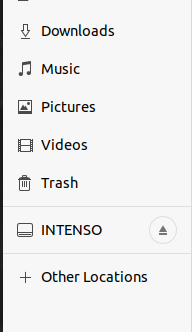 Downloads
Music
Pictures
Videos
Trash
INTENSO
Other Locations